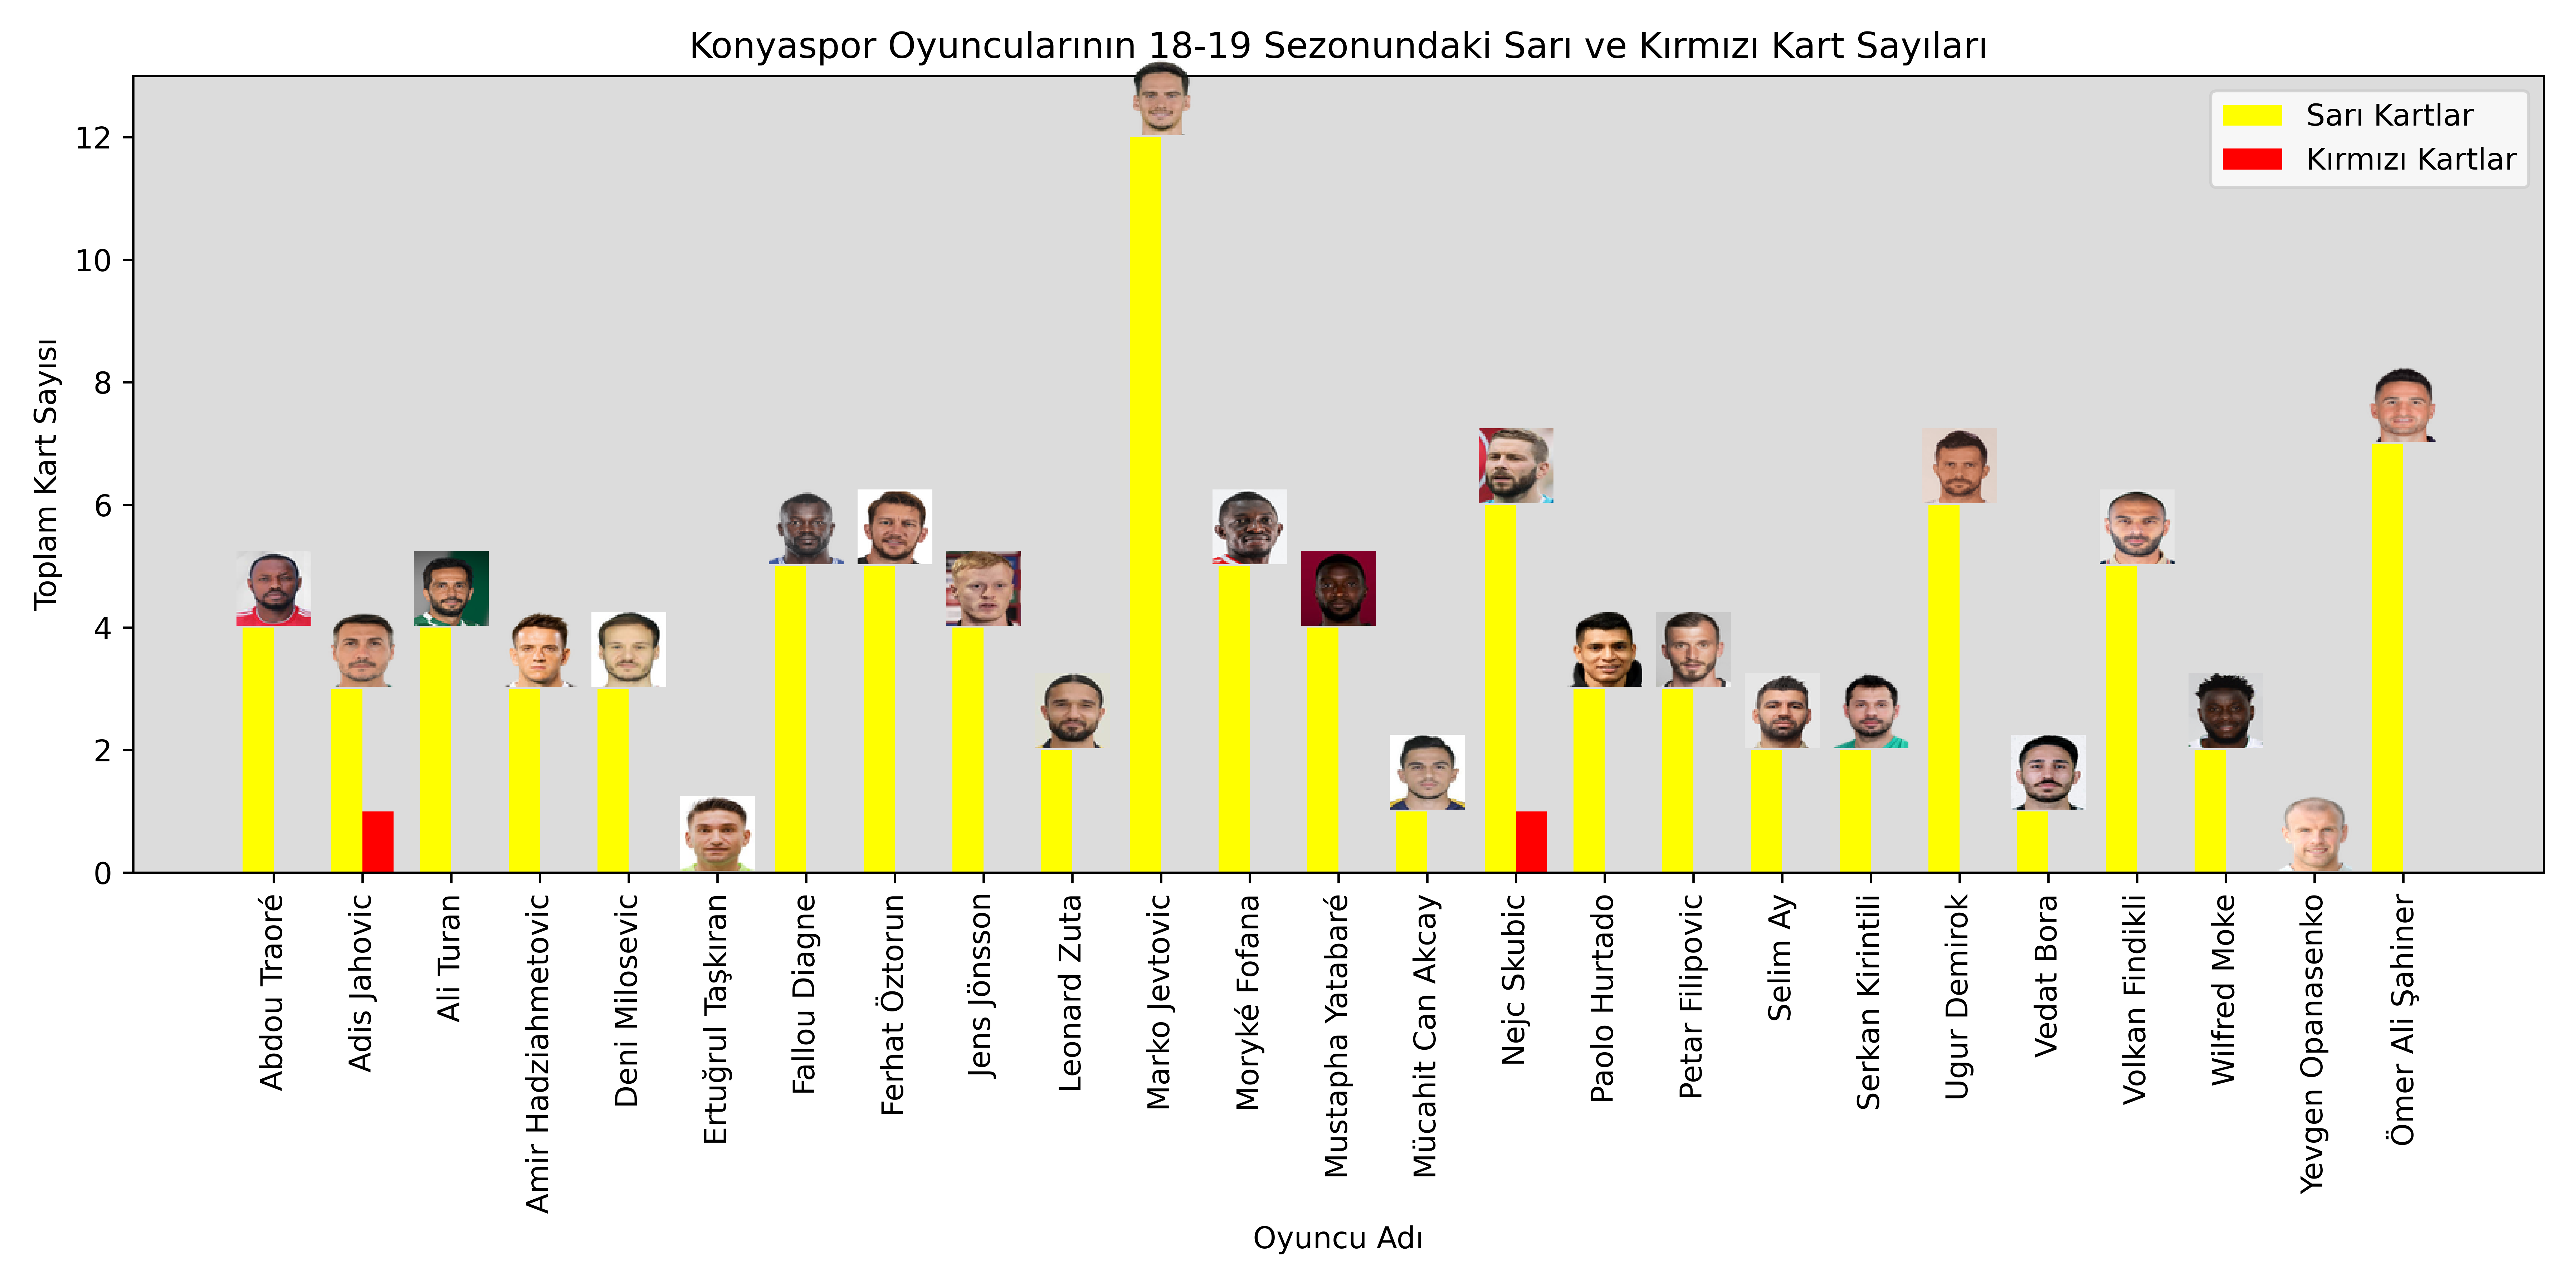 Konyaspor Oyuncularının 18-19 Sezonundaki Sarı ve Kırmızı Kart Sayıları
Sarı Kartlar
Kırmızı Kartlar
Toplam Kart Sayısı
12
10
8
6
4
2
0
Abdou Traoré
Adis Jahovic
Ali Turan
Amir Hadziahmetovic
Deni Milosevic
Ertuğrul Taşkıran
Fallou Diagne
Ferhat Öztorun
Jens Jönsson
Leonard Zuta
Marko Jevtovic
Moryké Fofana
Mustapha Yatabaré
Mücahit Can Akcay
Nejc Skubic
Paolo Hurtado
Petar Filipovic
Selim Ay
Serkan Kirintili
Ugur Demirok
Vedat Bora
Volkan Findikli
Wilfred Moke
Yevgen Opanasenko
Ömer Ali Şahiner
Oyuncu Adı